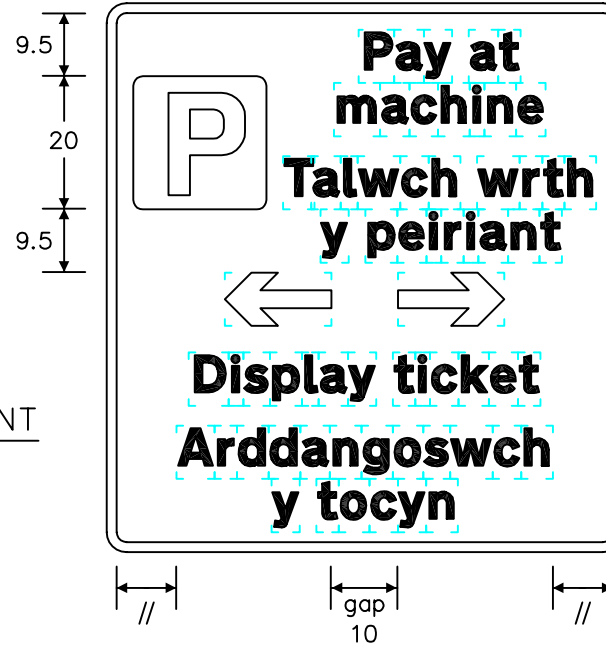 9.5
20
9.5
P
Pay at
machine
Talwch wrth
y peiriant
Display ticket
Arddangoswch
y tocyn
NT
//
gap
10
//